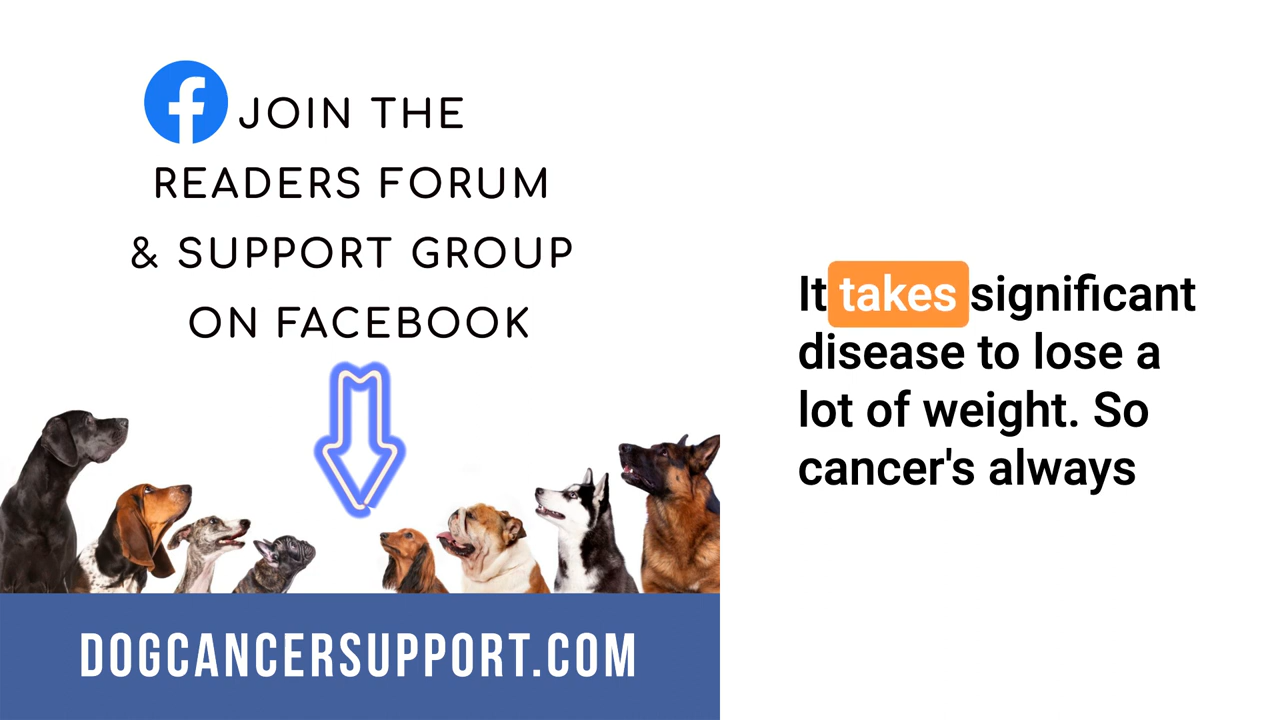 JOIN THE
READERS FORUM
& SUPPORT GROUP
ON FACEBOOK
DOGCANCERSUPPORT.COM
It takes significant
disease to lose a
lot of weight. So
cancer's always